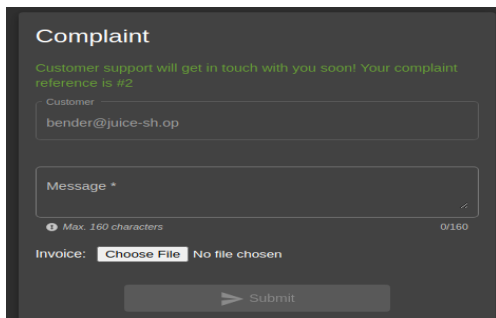 Complaint
Customer support will get in touch with you soon! Your complaint
reference is #2
Customer
bender@juice-sh.op
Message *
Max. 160 characters 0/160
Invoice: Choose File No file chosen
Submit